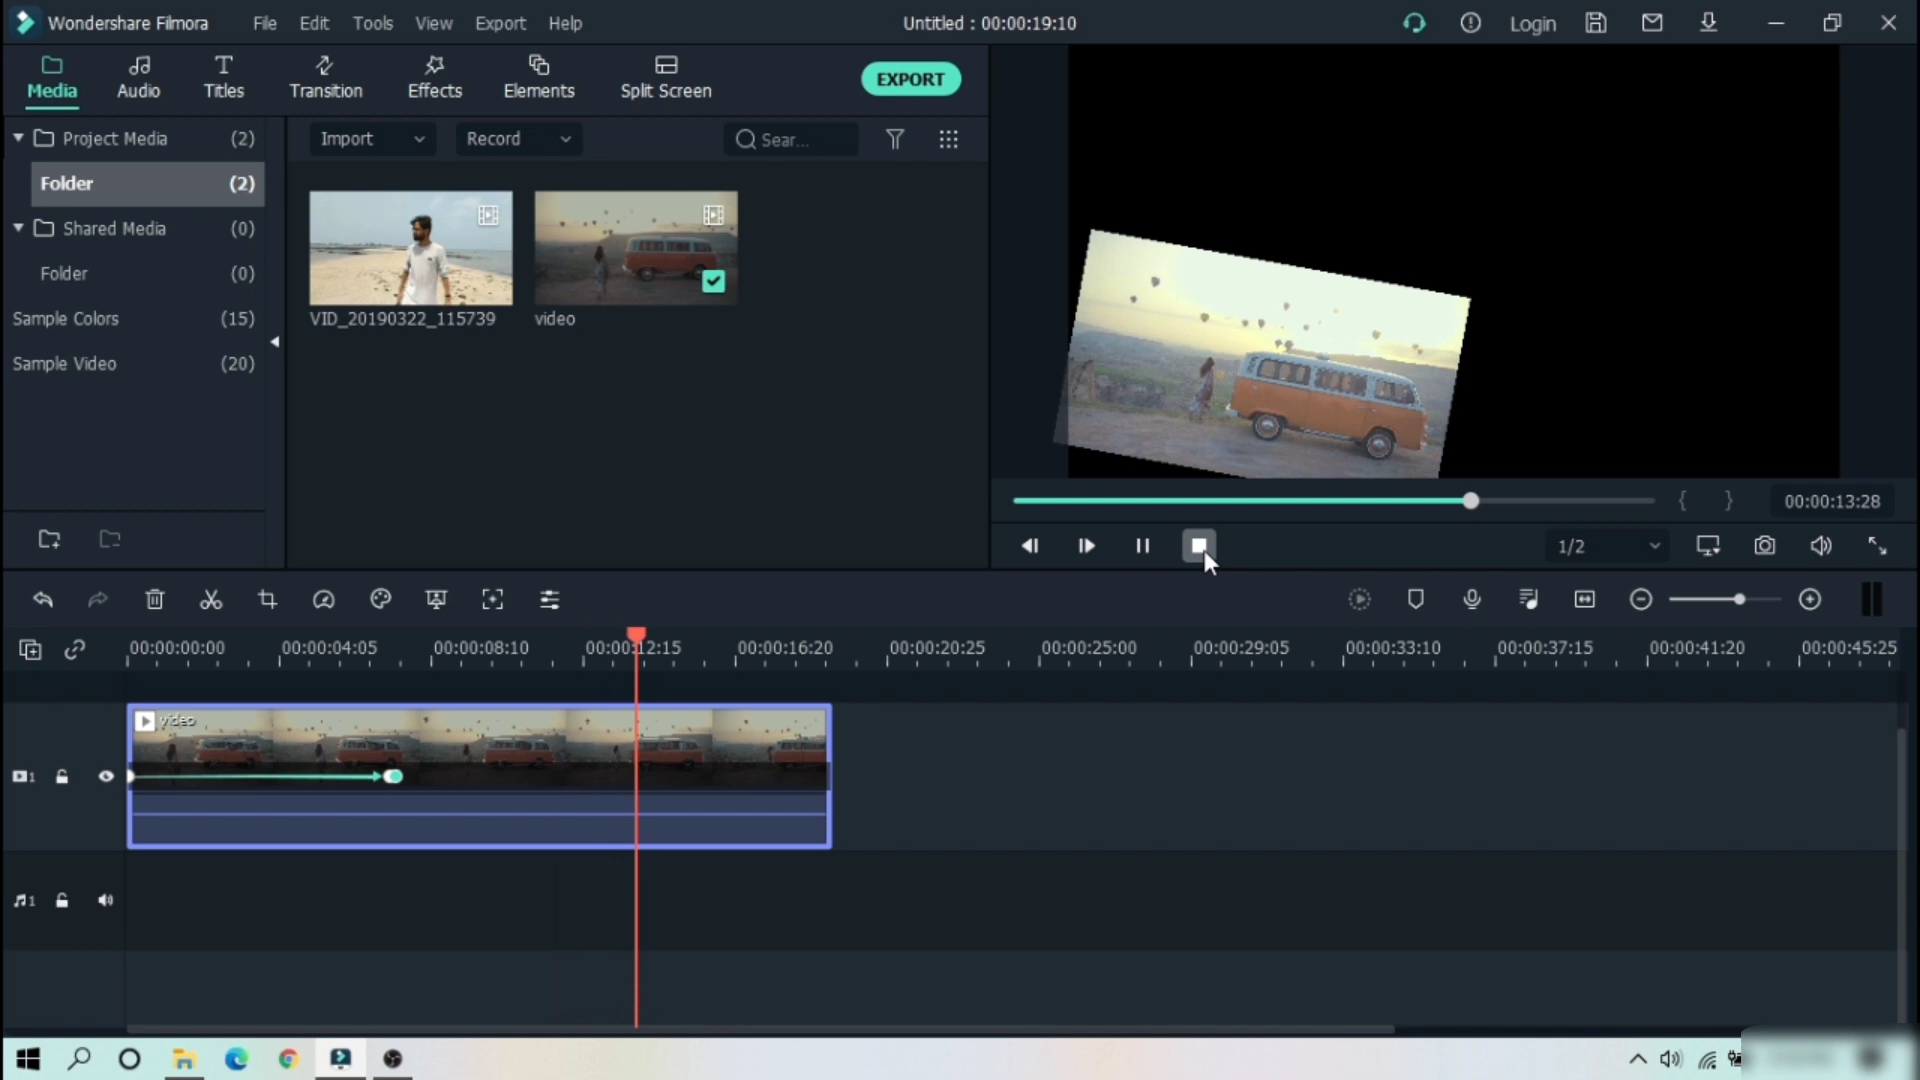 Wondershare Filmora File Edit Tools View Export Help Untitled : 00:00:19:10 Login
Media Audio Titles Transition Effects Elements Split Screen EXPORT
Project Media (2) Import Record Sear...
Folder (2)
Shared Media (0)
Folder (0)
Sample Colors (15) VID_20190322_115739 video
Sample Video (20)
{ } 00:00:13:28
1/2
00:00:00:00 00:00:04:05 00:00:08:10 00:00:12:15 00:00:16:20 00:00:20:25 00:00:25:00 00:00:29:05 00:00:33:10 00:00:37:15 00:00:41:20 00:00:45:25
video
1
1